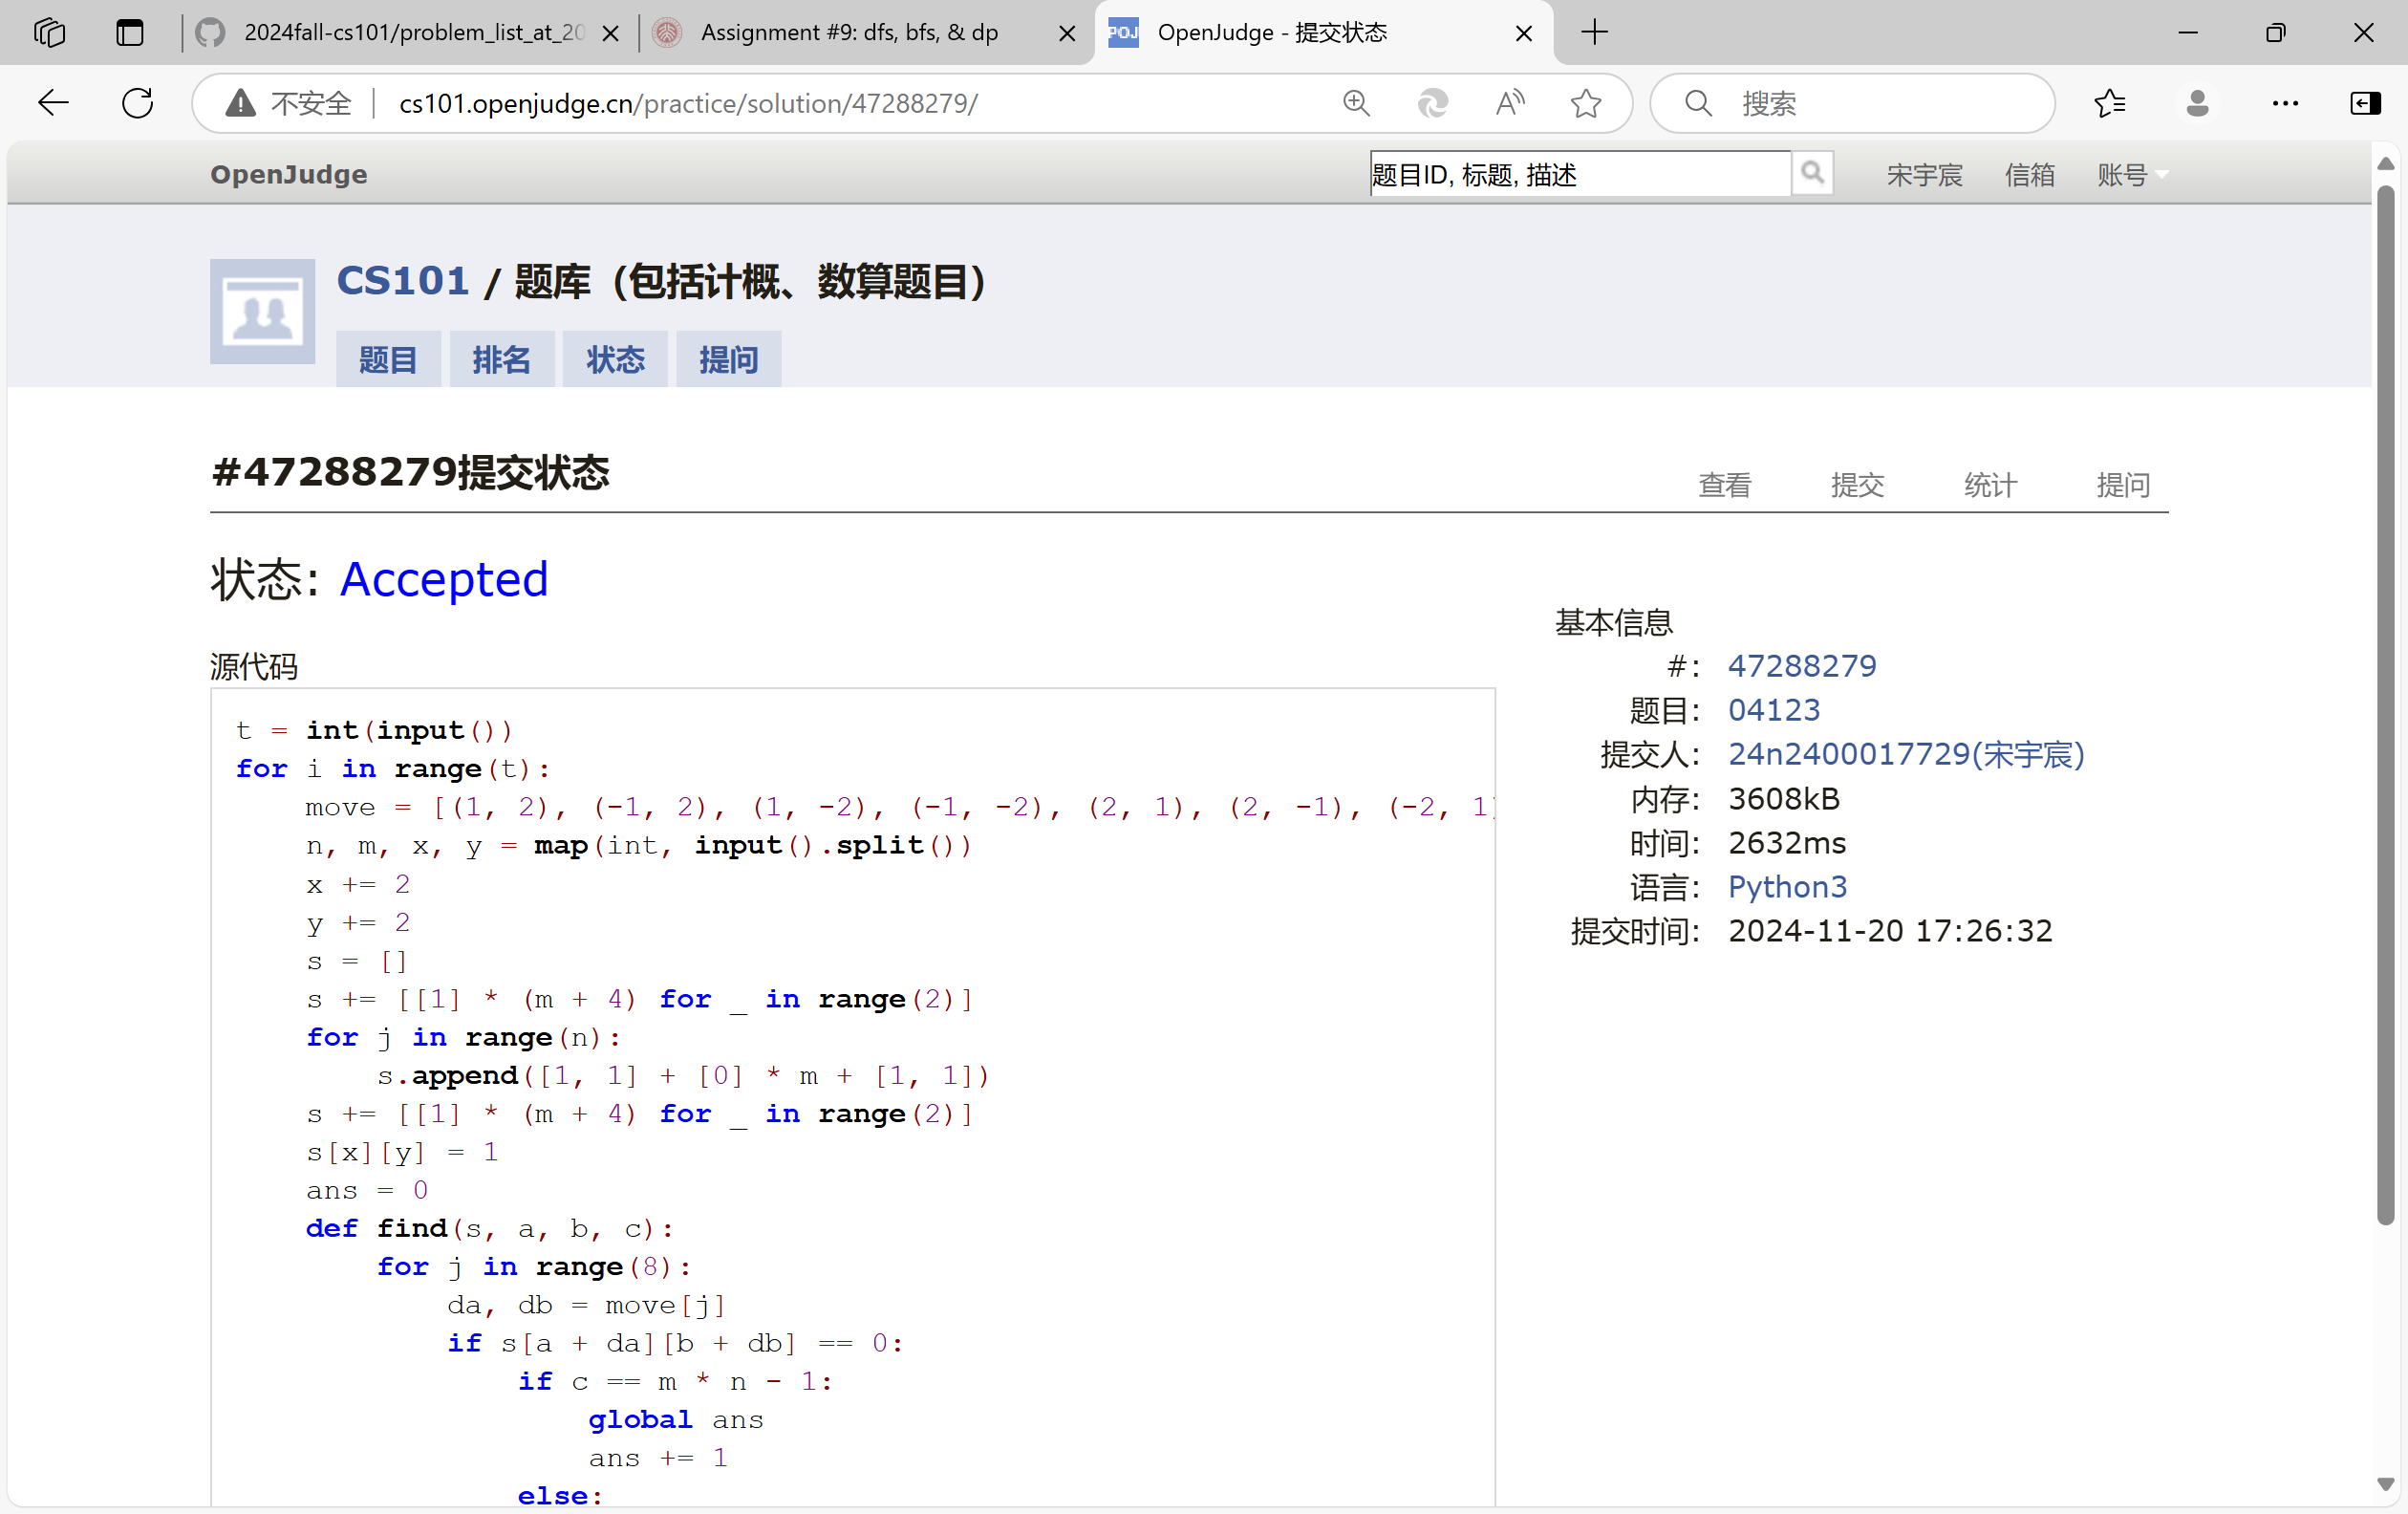 2024fall-cs101/problem_list_at_20
Assignment #9: dfs, bfs, & dp
OpenJudge - 提交状态
不安全
cs101.openjudge.cn/practice/solution/47288279/
搜索
OpenJudge
题目ID, 标题, 描述
宋宇宸
信箱
账号
CS101 / 题库（包括计概、数算题目）
题目
排名
状态
提问
#47288279提交状态
查看
提交
统计
提问
状态: Accepted
源代码
t = int(input())
for i in range(t):
    move = [(1, 2), (-1, 2), (1, -2), (-1, -2), (2, 1), (2, -1), (-2, 1)
    n, m, x, y = map(int, input().split())
    x += 2
    y += 2
    s = []
    s += [[1] * (m + 4) for _ in range(2)]
    for j in range(n):
        s.append([1, 1] + [0] * m + [1, 1])
    s += [[1] * (m + 4) for _ in range(2)]
    s[x][y] = 1
    ans = 0
    def find(s, a, b, c):
        for j in range(8):
            da, db = move[j]
            if s[a + da][b + db] == 0:
                if c == m * n - 1:
                    global ans
                    ans += 1
                else:
基本信息
#: 47288279
题目: 04123
提交人: 24n2400017729(宋宇宸)
内存: 3608kB
时间: 2632ms
语言: Python3
提交时间: 2024-11-20 17:26:32